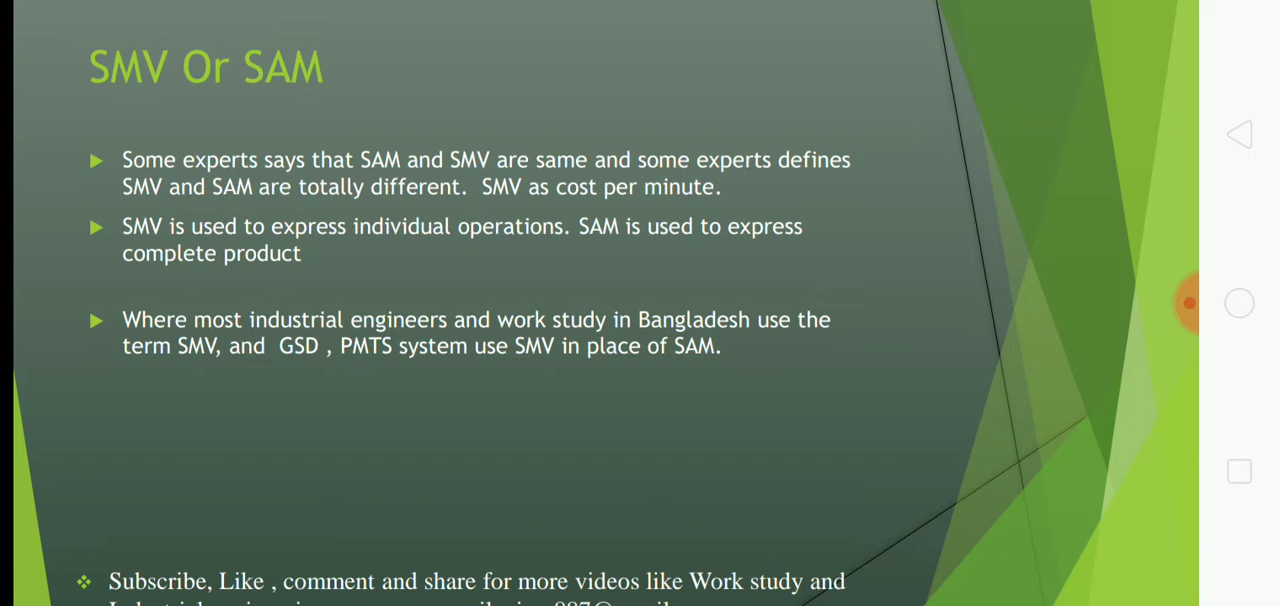 SMV Or SAM
Some experts says that SAM and SMV are same and some experts defines
SMV and SAM are totally different. SMV as cost per minute.
SMV is used to express individual operations. SAM is used to express
complete product
Where most industrial engineers and work study in Bangladesh use the
term SMV, and GSD , PMTS system use SMV in place of SAM.
Subscribe, Like , comment and share for more videos like Work study and